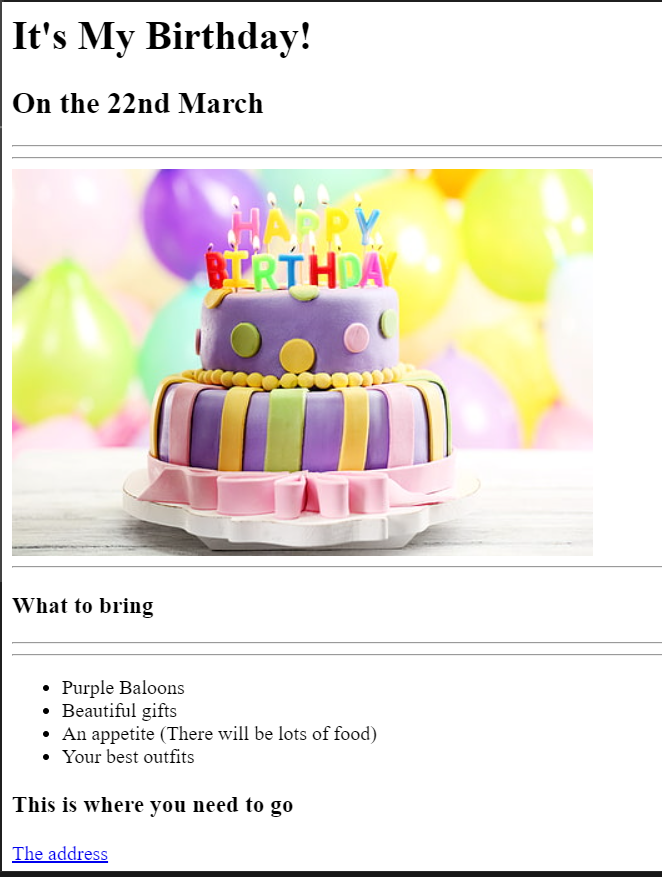 It's My Birthday!
On the 22nd March
HAPPY
BIRTHDAY
What to bring
Purple Baloons
Beautiful gifts
An appetite (There will be lots of food)
Your best outfits
This is where you need to go
The address